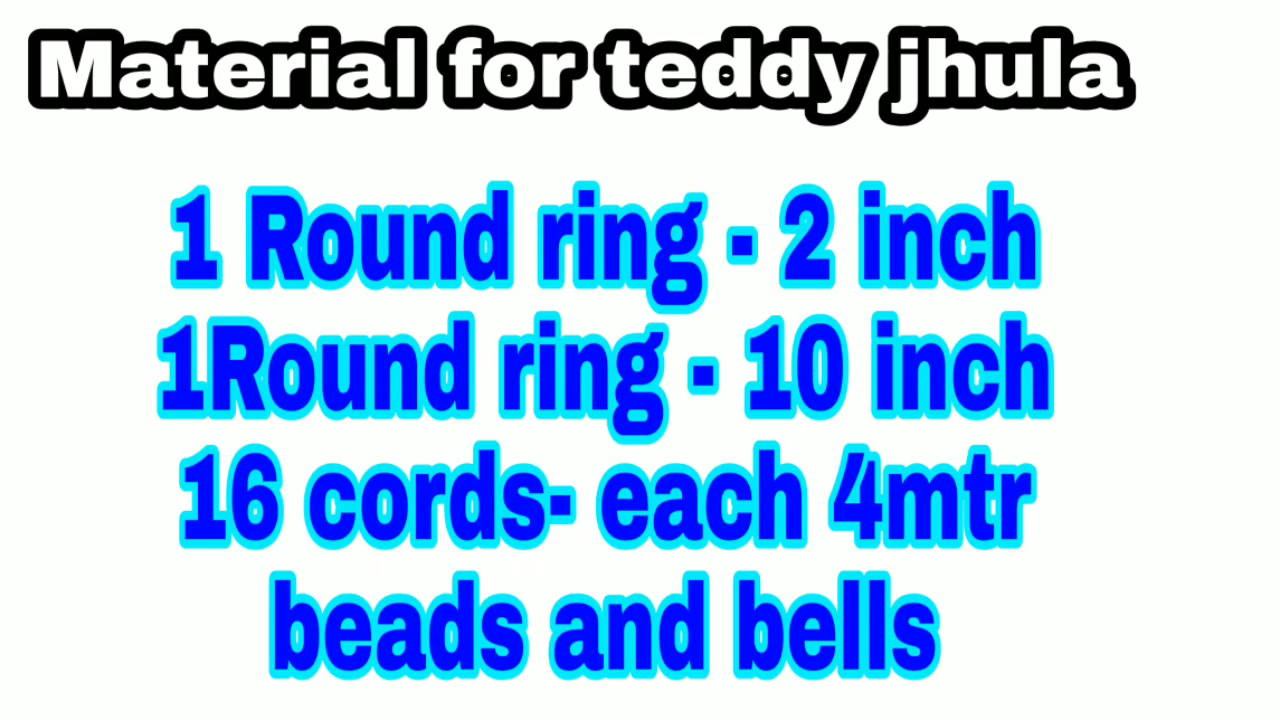 Material for teddy jhula
1 Round ring - 2 inch
1Round ring - 10 inch
16 cords- each 4mtr
beads and bells